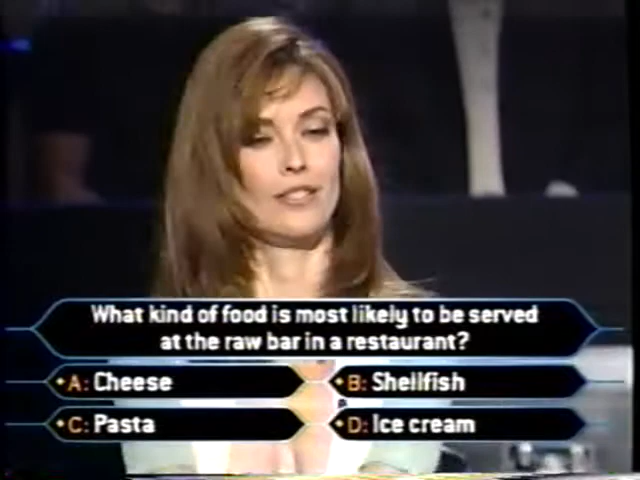 What kind of food is most likely to be served
at the raw bar in a restaurant?
A: Cheese
B: Shellfish
C: Pasta
D: Ice cream